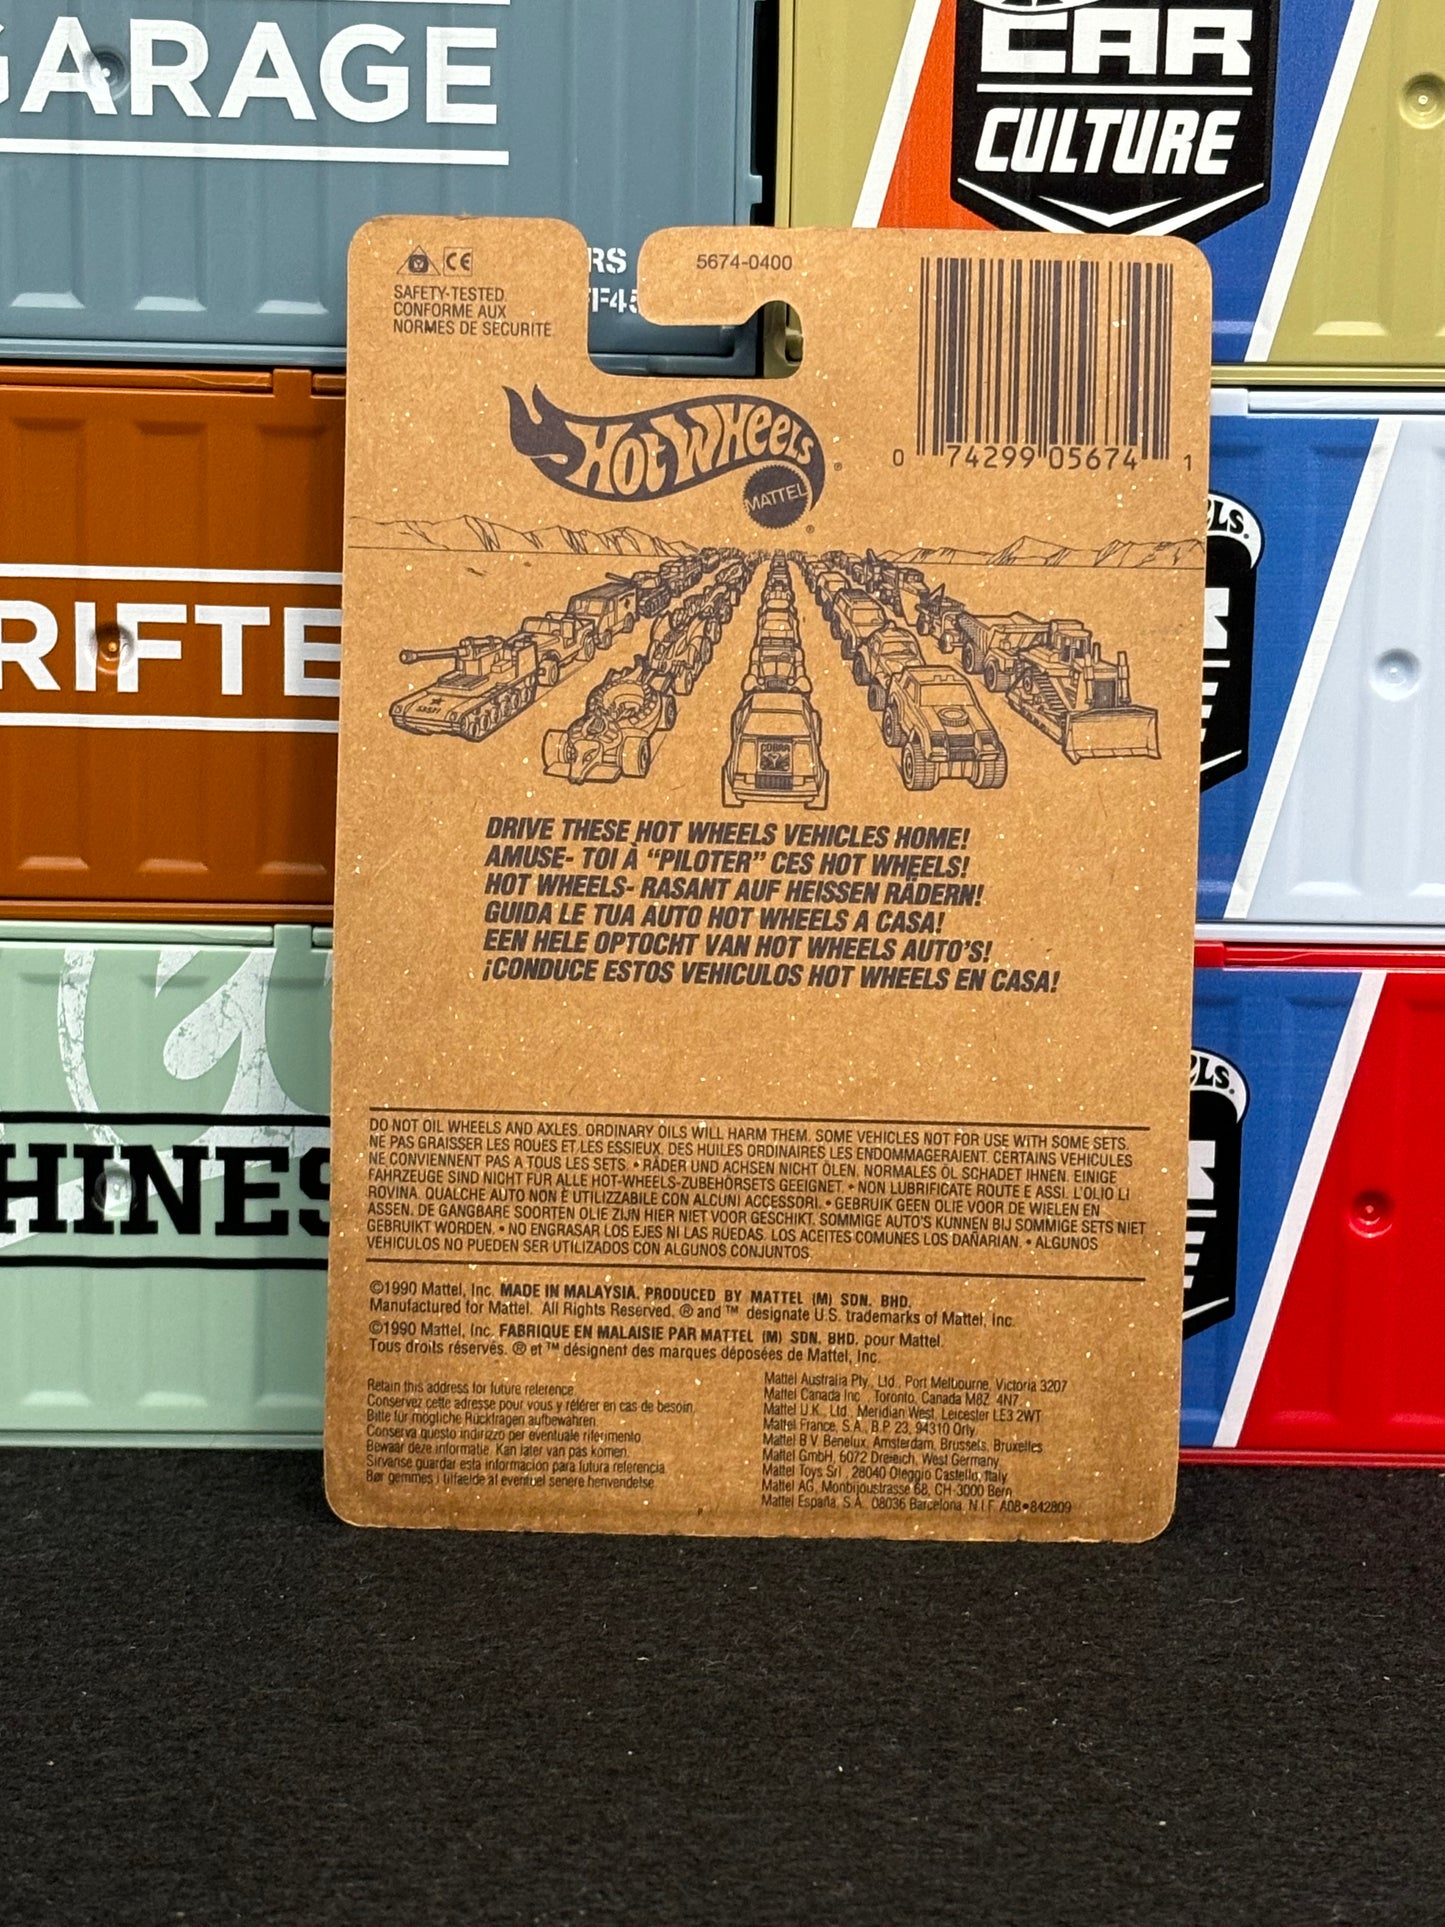 GARAGE
CAR
CULTURE
RS
5674-0400
CE
SAFETY-TESTED.
CONFORME AUX
NORMES DE SECURITÉ.
HOT WHEELS
MATTEL
®
®
0 74299 05674 1
COBRA
RIFTE
HINES
DRIVE THESE HOT WHEELS VEHICLES HOME!
AMUSE- TOI À “PILOTER” CES HOT WHEELS!
HOT WHEELS- RASANT AUF HEISSEN RÄDERN!
GUIDA LE TUA AUTO HOT WHEELS A CASA!
EEN HELE OPTOCHT VAN HOT WHEELS AUTO'S!
¡CONDUCE ESTOS VEHICULOS HOT WHEELS EN CASA!
DO NOT OIL WHEELS AND AXLES. ORDINARY OILS WILL HARM THEM. SOME VEHICLES NOT FOR USE WITH SOME SETS.
NE PAS GRAISSER LES ROUES ET LES ESSIEUX. DES HUILES ORDINAIRES LES ENDOMMAGERAIENT. CERTAINS VEHICULES
NE CONVIENNENT PAS A TOUS LES SETS. • RÄDER UND ACHSEN NICHT ÖLEN. NORMALES ÖL SCHADET IHNEN. EINIGE
FAHRZEUGE SIND NICHT FÜR ALLE HOT-WHEELS-ZUBEHÖRSETS GEEIGNET. • NON LUBRIFICATE ROUTE E ASSI. L'OLIO LI
ROVINA. QUALCHE AUTO NON È UTILIZZABILE CON ALCUNI ACCESSORI. • GEBRUIK GEEN OLIE VOOR DE WIELEN EN
ASSEN. DE GANGBARE SOORTEN OLIE ZIJN HIER NIET VOOR GESCHIKT. SOMMIGE AUTO'S KUNNEN BIJ SOMMIGE SETS NIET
GEBRUIKT WORDEN. • NO ENGRASAR LOS EJES NI LAS RUEDAS. LOS ACEITES COMUNES LOS DAÑARIAN. • ALGUNOS
VEHICULOS NO PUEDEN SER UTILIZADOS CON ALGUNOS CONJUNTOS.
©1990 Mattel, Inc. MADE IN MALAYSIA. PRODUCED BY MATTEL (M) SDN. BHD.
Manufactured for Mattel. All Rights Reserved. ® and ™ designate U.S. trademarks of Mattel, Inc.
©1990 Mattel, Inc. FABRIQUE EN MALAISIE PAR MATTEL (M) SDN. BHD. pour Mattel.
Tous droits réservés. ® et ™ désignent des marques déposées de Mattel, Inc.
Retain this address for future reference.
Conservez cette adresse pour vous y référer en cas de besoin.
Bitte für mögliche Rückfragen aufbewahren.
Conserva questo indirizzo per eventuale riferimento.
Bewaar deze informatie. Kan later van pas komen.
Sirvanse guardar esta informacion para futura referencia.
Bør gemmes i tilfælde af eventuel senere henvendelse.
Mattel Australia Pty., Ltd., Port Melbourne, Victoria 3207
Mattel Canada Inc., Toronto, Canada M8Z 4N7.
Mattel U.K., Ltd., Meridian West, Leicester LE3 2WT
Mattel France, S.A., B.P. 23, 94310 Orly.
Mattel B.V. Benelux, Amsterdam, Brussels, Bruxelles
Mattel GmbH, 6072 Dreieich, West Germany.
Mattel Toys Srl., 28040 Oleggio Castello, Italy
Mattel AG, Monbijoustrasse 68, CH-3000 Bern
Mattel España, S.A. 08036 Barcelona. N.I.F. A08•842809